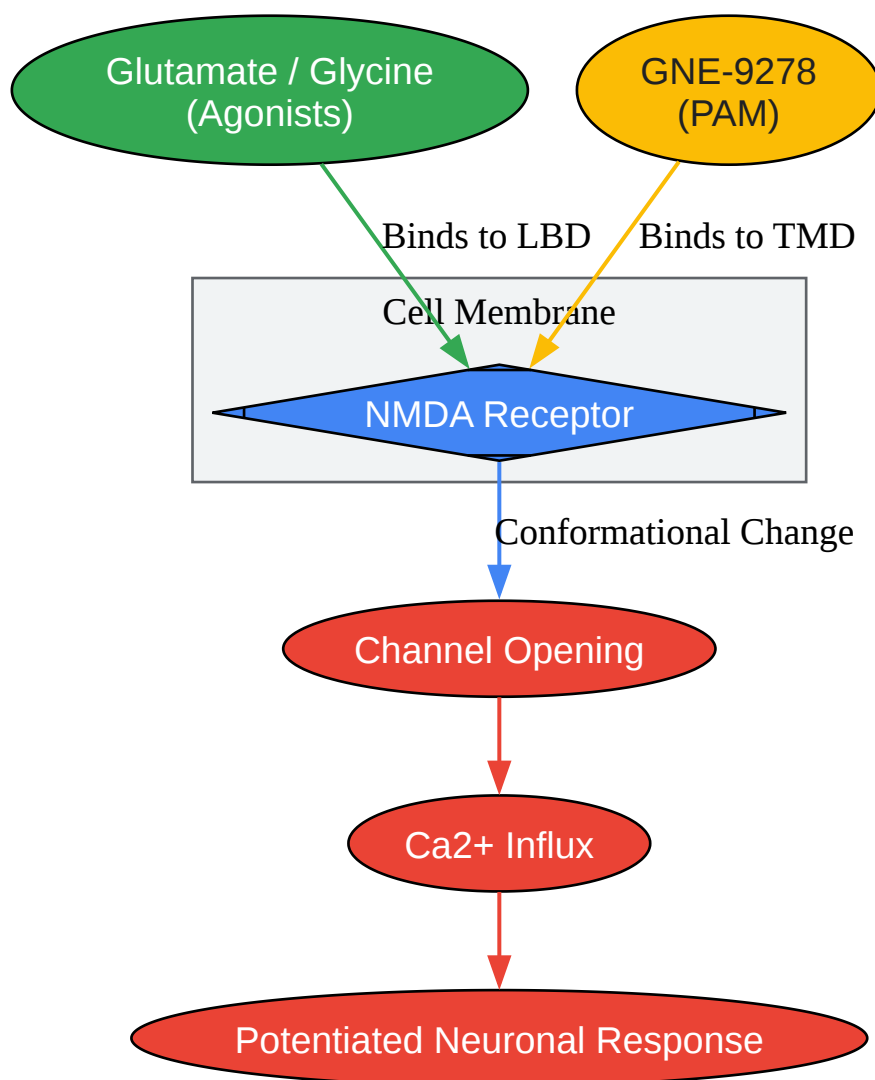 Glutamate / Glycine
(Agonists)
GNE-9278
(PAM)
Binds to LBD
Binds to TMD
Cell Membrane
NMDA Receptor
Conformational Change
Channel Opening
Ca2+ Influx
Potentiated Neuronal Response